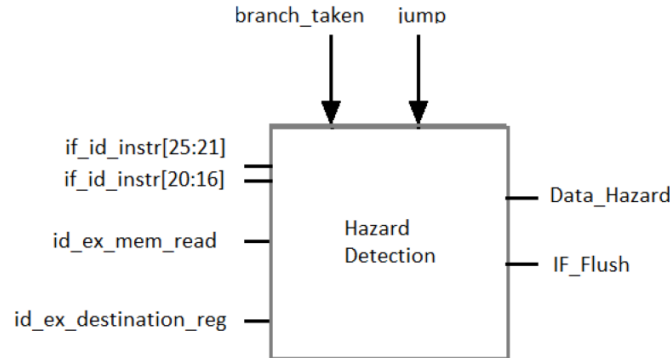 branch_taken jump
if_id_instr[25:21]
if_id_instr[20:16]
Data_Hazard
Hazard
Detection
id_ex_mem_read
IF_Flush
id_ex_destination_reg